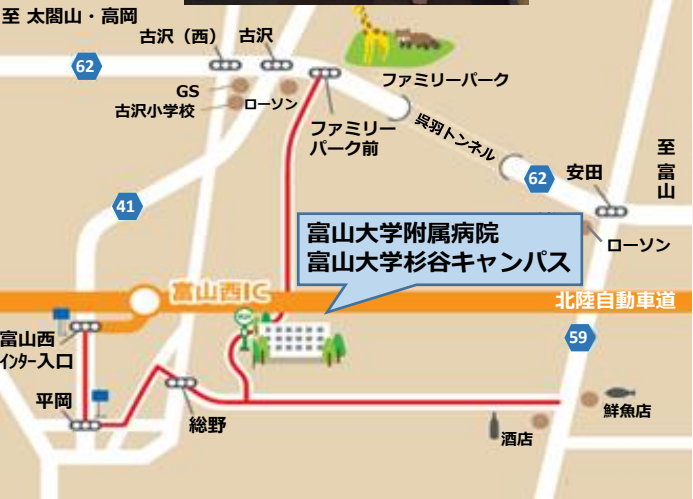 至 太閤山・高岡
古沢（西）
古沢
62
GS
古沢小学校
ローソン
ファミリーパーク
ファミリー
パーク前
呉羽トンネル
62
安田
至
富
山
41
富山大学附属病院
富山大学杉谷キャンパス
ローソン
富山西IC
北陸自動車道
富山西
インター入口
59
平岡
総野
鮮魚店
酒店